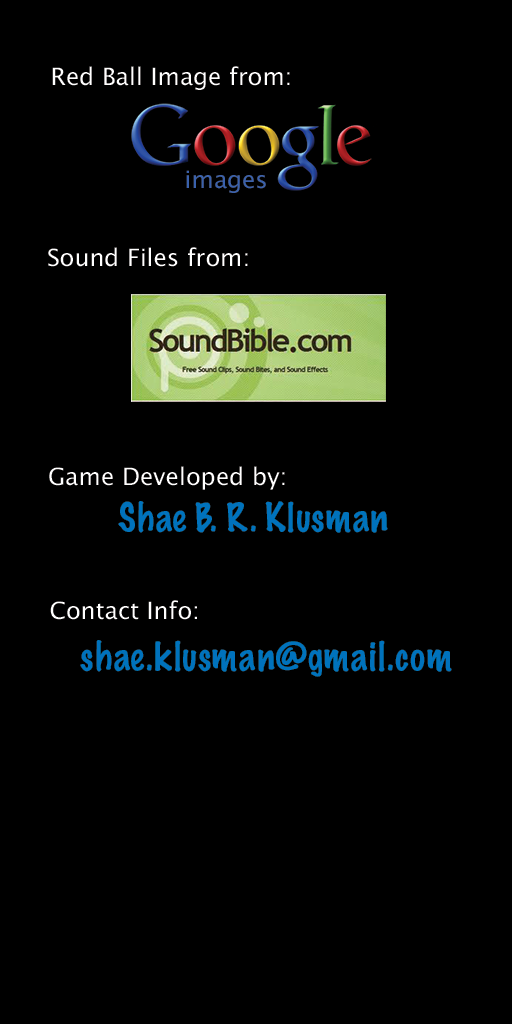 Red Ball Image from:
Google
images
Sound Files from:
SoundBible.com
Free Sound Clips, Sound Bites, and Sound Effects
Game Developed by:
Shae B. R. Klusman
Contact Info:
shae.klusman@gmail.com